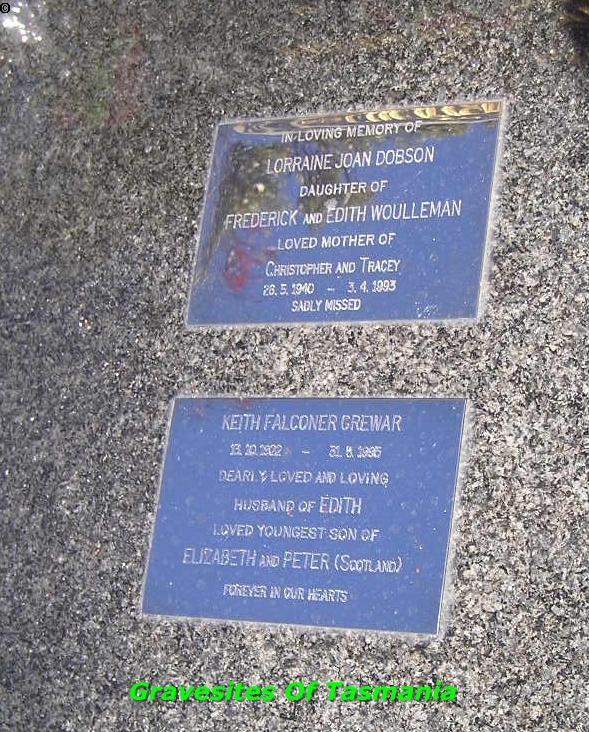 ©
IN LOVING MEMORY OF
LORRAINE JOAN DOBSON
DAUGHTER OF
FREDERICK AND EDITH WOULLEMAN
LOVED MOTHER OF
CHRISTOPHER AND TRACEY
26.5.1940 – 3.4.1993
SADLY MISSED
KEITH FALCONER GREWAR
13.10.1922 – 31.8.1995
DEARLY LOVED AND LOVING
HUSBAND OF EDITH
LOVED YOUNGEST SON OF
ELIZABETH AND PETER (SCOTLAND)
FOREVER IN OUR HEARTS
Gravesites Of Tasmania